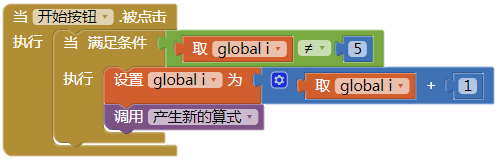 当 开始按钮 .被点击
执行 当 满足条件 取 global i ≠ 5
执行 设置 global i 为 取 global i + 1
调用 产生新的算式